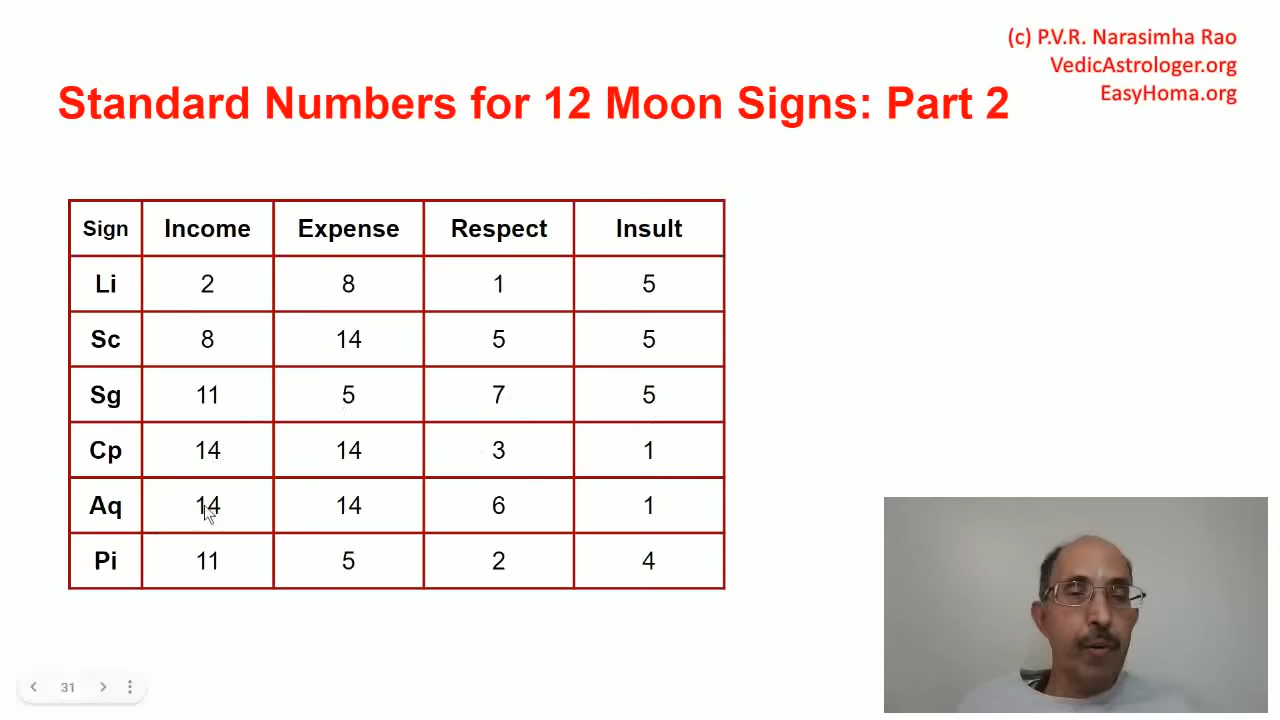 (c) P.V.R. Narasimha Rao
VedicAstrologer.org
EasyHoma.org
Standard Numbers for 12 Moon Signs: Part 2
Sign Income Expense Respect Insult
Li 2 8 1 5
Sc 8 14 5 5
Sg 11 5 7 5
Cp 14 14 3 1
Aq 14 14 6 1
Pi 11 5 2 4
31